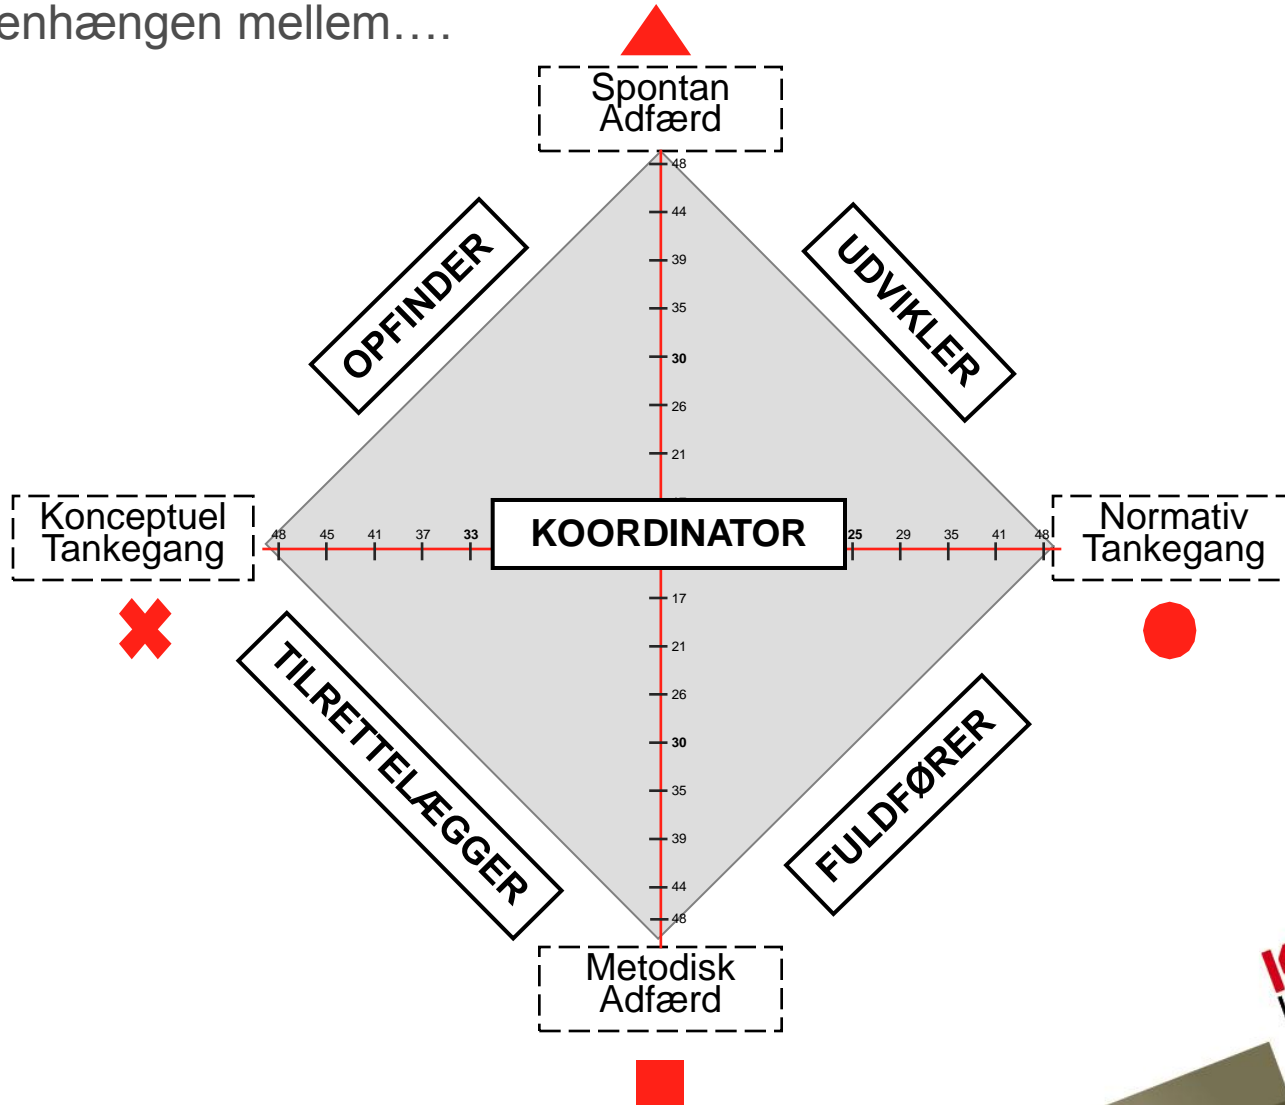 enhængen mellem….
Spontan
Adfærd
48
44
39
35
30
26
21
OPFINDER
UDVIKLER
Konceptuel
Tankegang
48 45 41 37 33
KOORDINATOR
25 29 35 41 48
Normativ
Tankegang
17
21
26
30
35
39
44
48
TILRETTELÆGGER
FULDFØRER
Metodisk
Adfærd